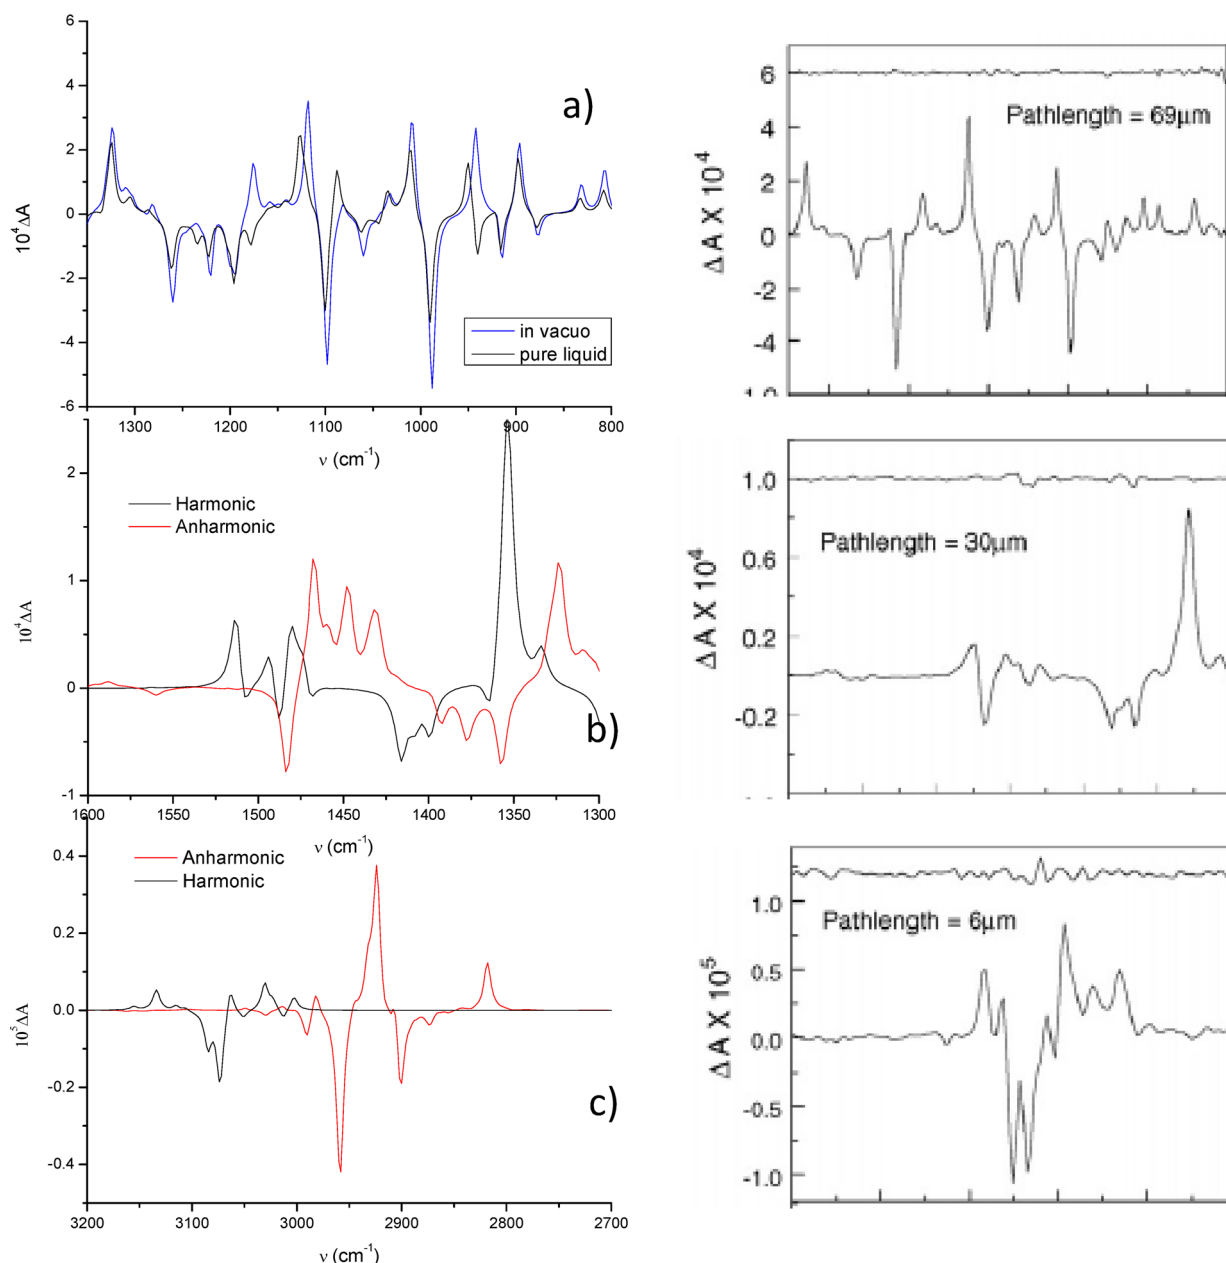 6
4
2
0
-2
-4
-6
10⁴ΔA
a)
in vacuo
pure liquid
1300
1200
1100
1000
900
800
ν (cm⁻¹)
6
4
2
0
-2
-4
ΔA X 10⁴
Pathlength = 69µm
2
1
0
-1
10⁴ΔA
Harmonic
Anharmonic
b)
1600
1550
1500
1450
1400
1350
1300
ν (cm⁻¹)
1.0
0.6
0.2
-0.2
ΔA X 10⁴
Pathlength = 30µm
0.4
0.2
0.0
-0.2
-0.4
10⁵ΔA
Anharmonic
Harmonic
c)
3200
3100
3000
2900
2800
2700
ν (cm⁻¹)
1.0
0.5
0.0
-0.5
-1.0
ΔA X 10⁵
Pathlength = 6µm